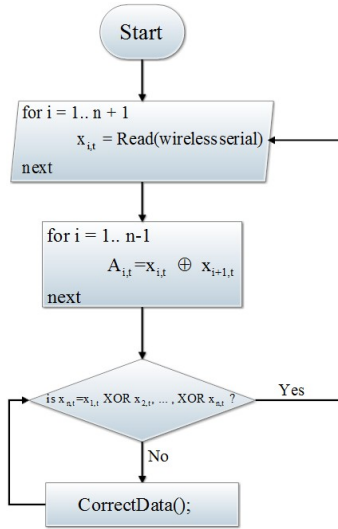 Start
for i = 1.. n + 1
x_{i,t} = Read(wirelessserial)
next
for i = 1.. n-1
A_{i,t}=x_{i,t} ⊕ x_{i+1,t}
next
is x_{n,t}=x_{1,t} XOR x_{2,t}, ... , XOR x_{n,t} ?
Yes
No
CorrectData();